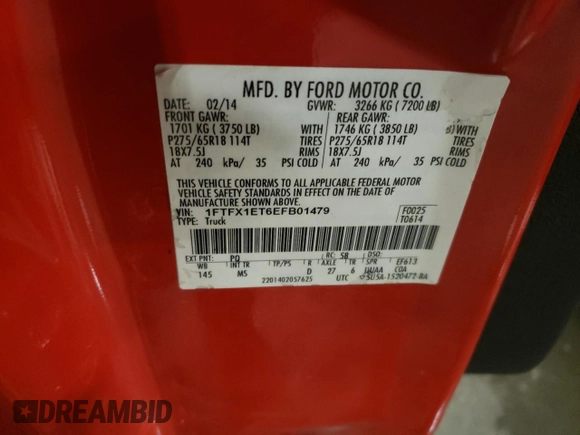 MFD. BY FORD MOTOR CO.
DATE: 02/14 GVWR: 3266 KG ( 7200 LB)
FRONT GAWR: REAR GAWR:
1701 KG ( 3750 LB) WITH 1746 KG ( 3850 LB) WITH
P275/65R18 114T TIRES P275/65R18 114T TIRES
18X7.5J RIMS 18X7.5J RIMS
AT 240 kPa/ 35 PSI COLD AT 240 kPa/ 35 PSI COLD
THIS VEHICLE CONFORMS TO ALL APPLICABLE FEDERAL MOTOR
VEHICLE SAFETY STANDARDS IN EFFECT ON THE DATE OF
MANUFACTURE SHOWN ABOVE.
VIN: 1FTFX1ET6EFB01479 F0025
TYPE: Truck T0614
EXT PNT: PQ RC: 58 DSO:
WB INT TR TP/PS R AXLE TR SPR EF613
145 MS D 27 6 UUAA COA
2201402057625 UTC
DREAMBID